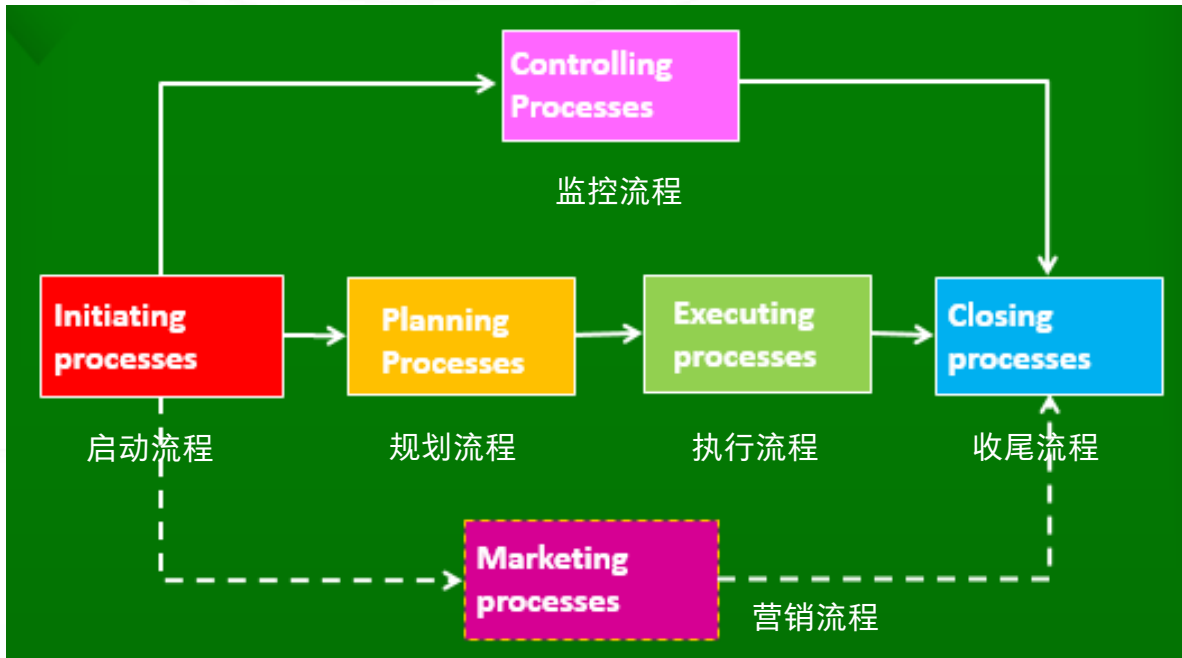 Controlling
Processes
监控流程
Initiating
processes
Planning
Processes
Executing
processes
Closing
processes
启动流程
规划流程
执行流程
收尾流程
Marketing
processes
营销流程